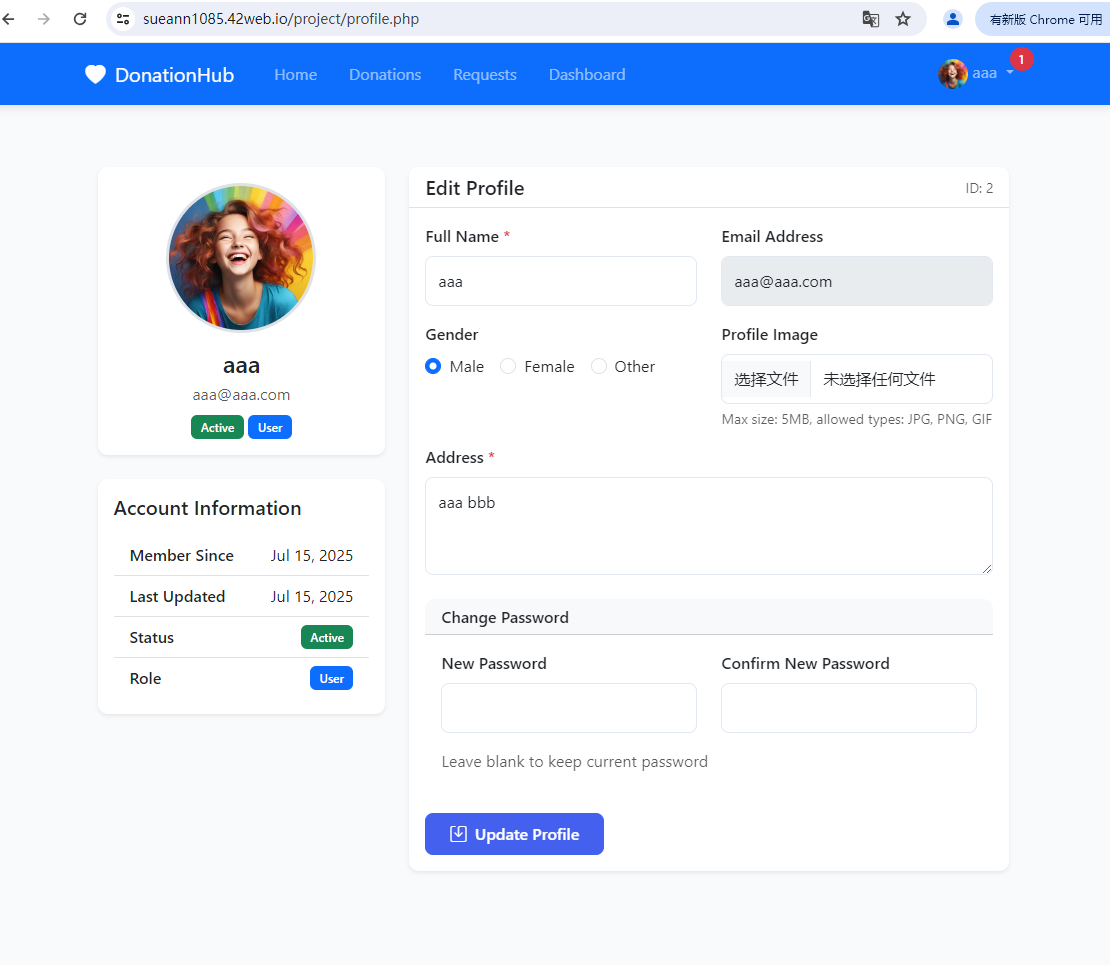 sueann1085.42web.io/project/profile.php
有新版 Chrome 可用
DonationHub Home Donations Requests Dashboard aaa 1
aaa
aaa@aaa.com
Active User
Account Information
Member Since Jul 15, 2025
Last Updated Jul 15, 2025
Status Active
Role User
Edit Profile ID: 2
Full Name * Email Address
aaa aaa@aaa.com
Gender Profile Image
Male Female Other 选择文件 未选择任何文件
Max size: 5MB, allowed types: JPG, PNG, GIF
Address *
aaa bbb
Change Password
New Password Confirm New Password
Leave blank to keep current password
Update Profile